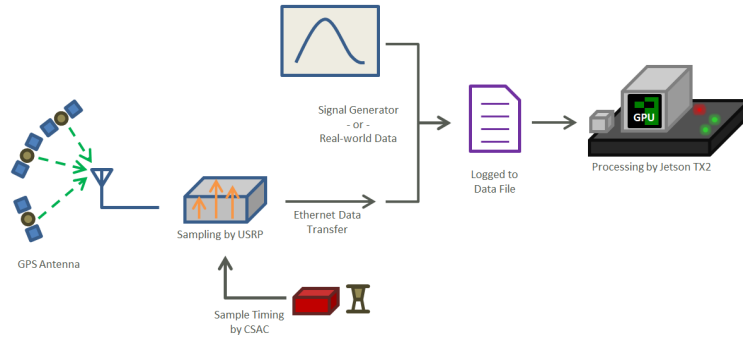 Signal Generator
- or -
Real-world Data
GPU
Logged to
Data File
Processing by Jetson TX2
GPS Antenna
Sampling by USRP
Ethernet Data
Transfer
Sample Timing
by CSAC